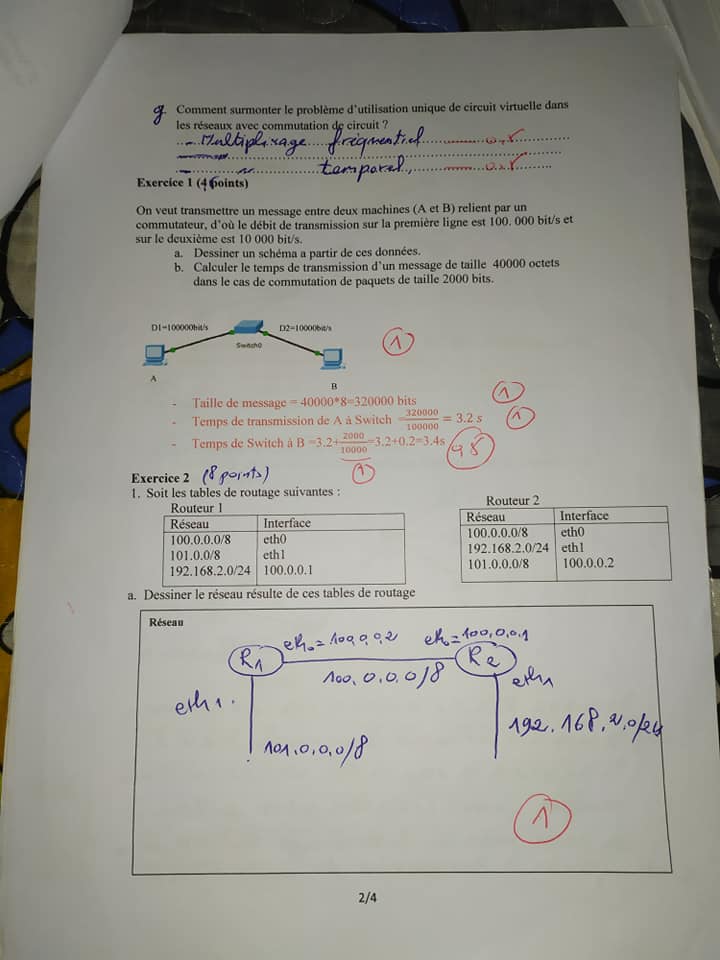 g Comment surmonter le problème d'utilisation unique de circuit virtuelle dans
les réseaux avec commutation de circuit ?
- Multiplexage fréquentiel
temporel
Exercice 1 (4 points)
On veut transmettre un message entre deux machines (A et B) relient par un
commutateur, d'où le débit de transmission sur la première ligne est 100. 000 bit/s et
sur le deuxième est 10 000 bit/s.
a. Dessiner un schéma a partir de ces données.
b. Calculer le temps de transmission d'un message de taille 40000 octets
dans le cas de commutation de paquets de taille 2000 bits.
D1=100000bit/s D2=10000bit/s
Switch0
1
A
B
- Taille de message = 40000*8=320000 bits 1
- Temps de transmission de A à Switch =320000/100000 = 3.2 s 1
- Temps de Switch à B =3.2+2000/10000=3.2+0.2=3.4s
1
Exercice 2 (8 points)
1. Soit les tables de routage suivantes :
Routeur 1
Réseau Interface
100.0.0.0/8 eth0
101.0.0/8 eth1
192.168.2.0/24 100.0.0.1
Routeur 2
Réseau Interface
100.0.0.0/8 eth0
192.168.2.0/24 eth1
101.0.0.0/8 100.0.0.2
a. Dessiner le réseau résulte de ces tables de routage
Réseau
R1 eth0 = 100,0,0,2 eth0 = 100,0,0,1 R2
100.0.0.0/8
eth1. eth1
101.0.0.0/8 192.168.2.0/24
1
2/4